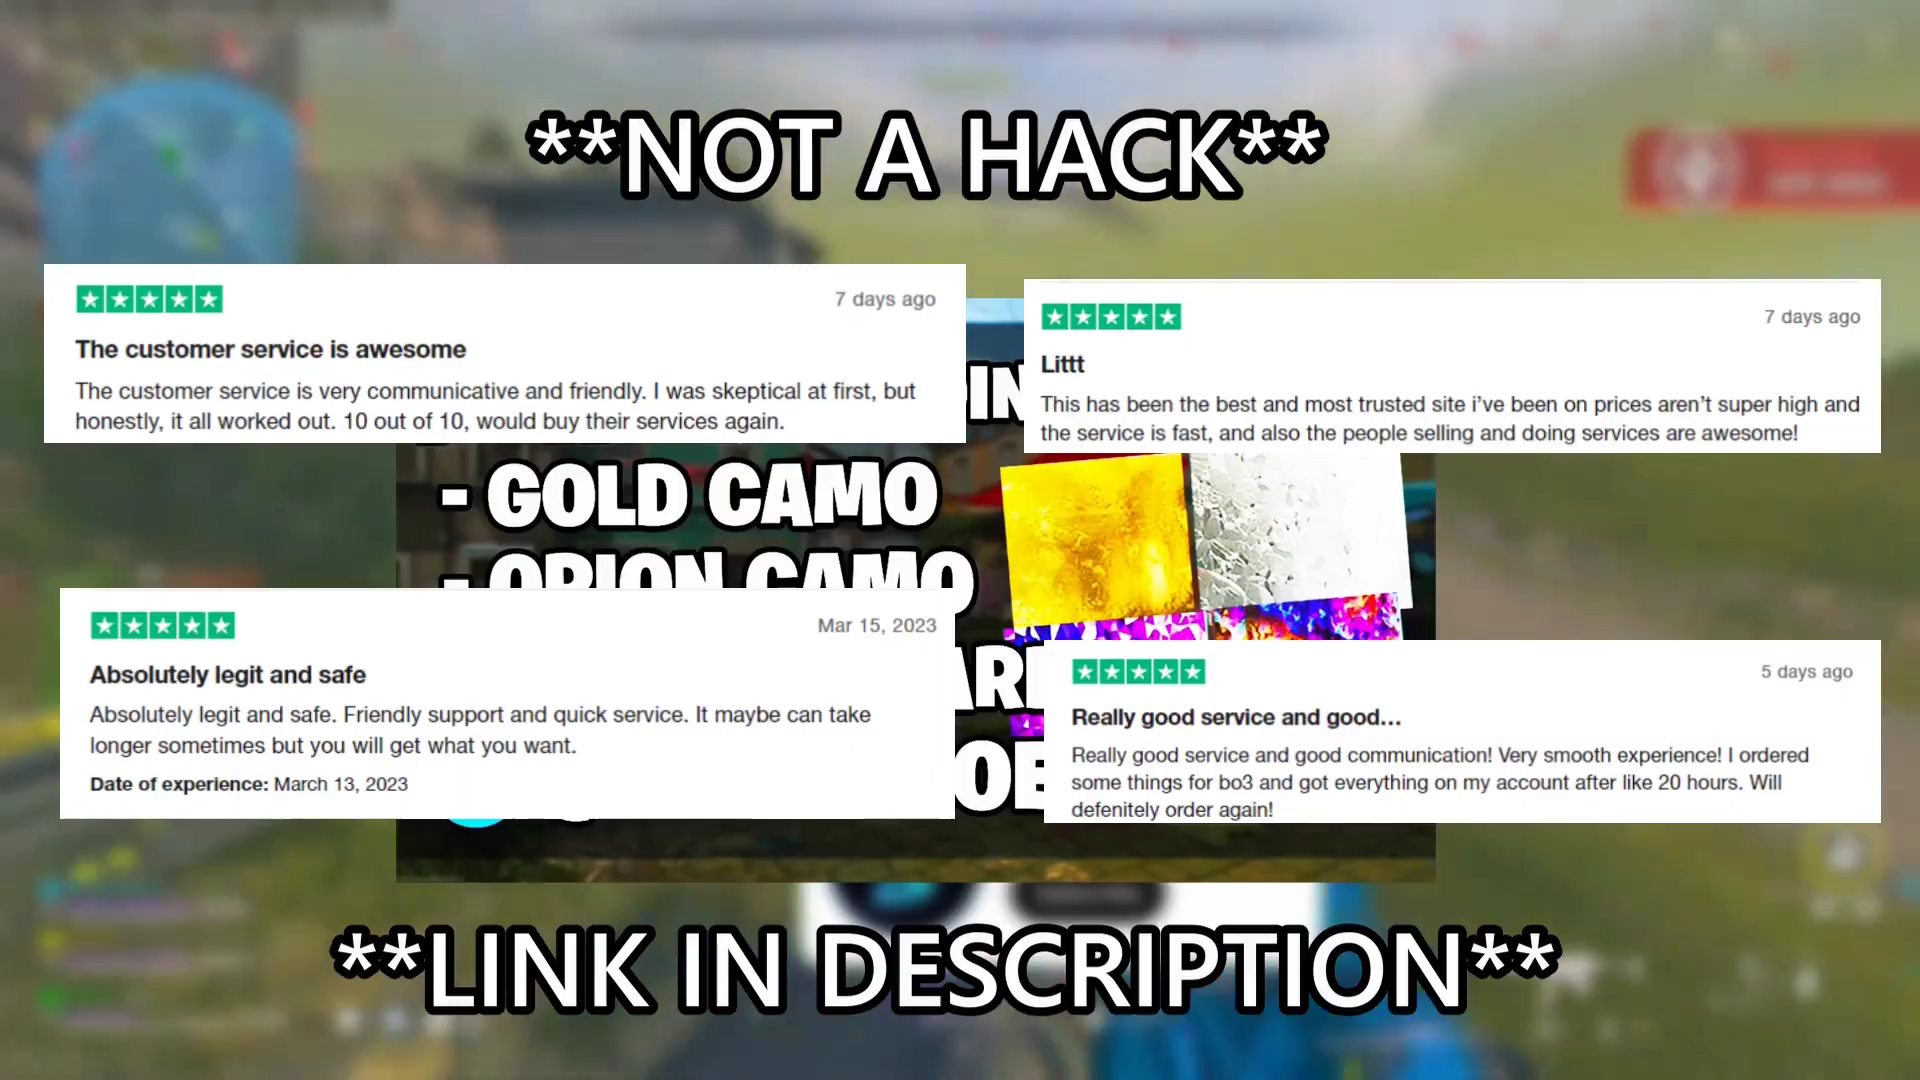 **NOT A HACK**
7 days ago
The customer service is awesome
The customer service is very communicative and friendly. I was skeptical at first, but
honestly, it all worked out. 10 out of 10, would buy their services again.
7 days ago
Littt
This has been the best and most trusted site i've been on prices aren't super high and
the service is fast, and also the people selling and doing services are awesome!
- GOLD CAMO
- ORION CAMO
Mar 15, 2023
Absolutely legit and safe
Absolutely legit and safe. Friendly support and quick service. It maybe can take
longer sometimes but you will get what you want.
Date of experience: March 13, 2023
5 days ago
Really good service and good...
Really good service and good communication! Very smooth experience! I ordered
some things for bo3 and got everything on my account after like 20 hours. Will
defenitely order again!
**LINK IN DESCRIPTION**